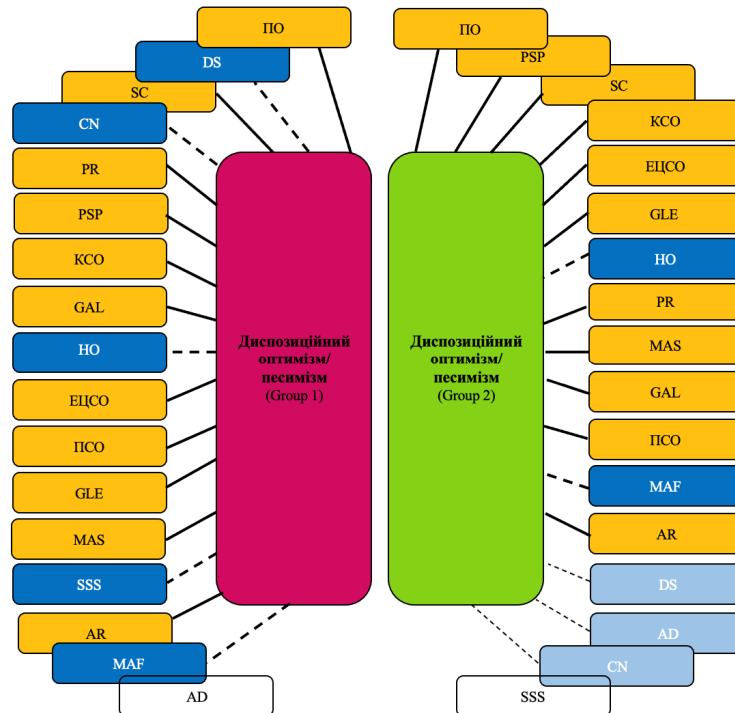 ПО
DS
SC
CN
PR
PSP
КСО
GAL
НО
ЕЦСО
ПСО
GLE
MAS
SSS
AR
MAF
AD
Диспозиційний
оптимізм/
песимізм
(Group 1)
ПО
PSP
SC
КСО
ЕЦСО
GLE
НО
PR
MAS
GAL
ПСО
MAF
AR
DS
AD
CN
SSS
Диспозиційний
оптимізм/
песимізм
(Group 2)